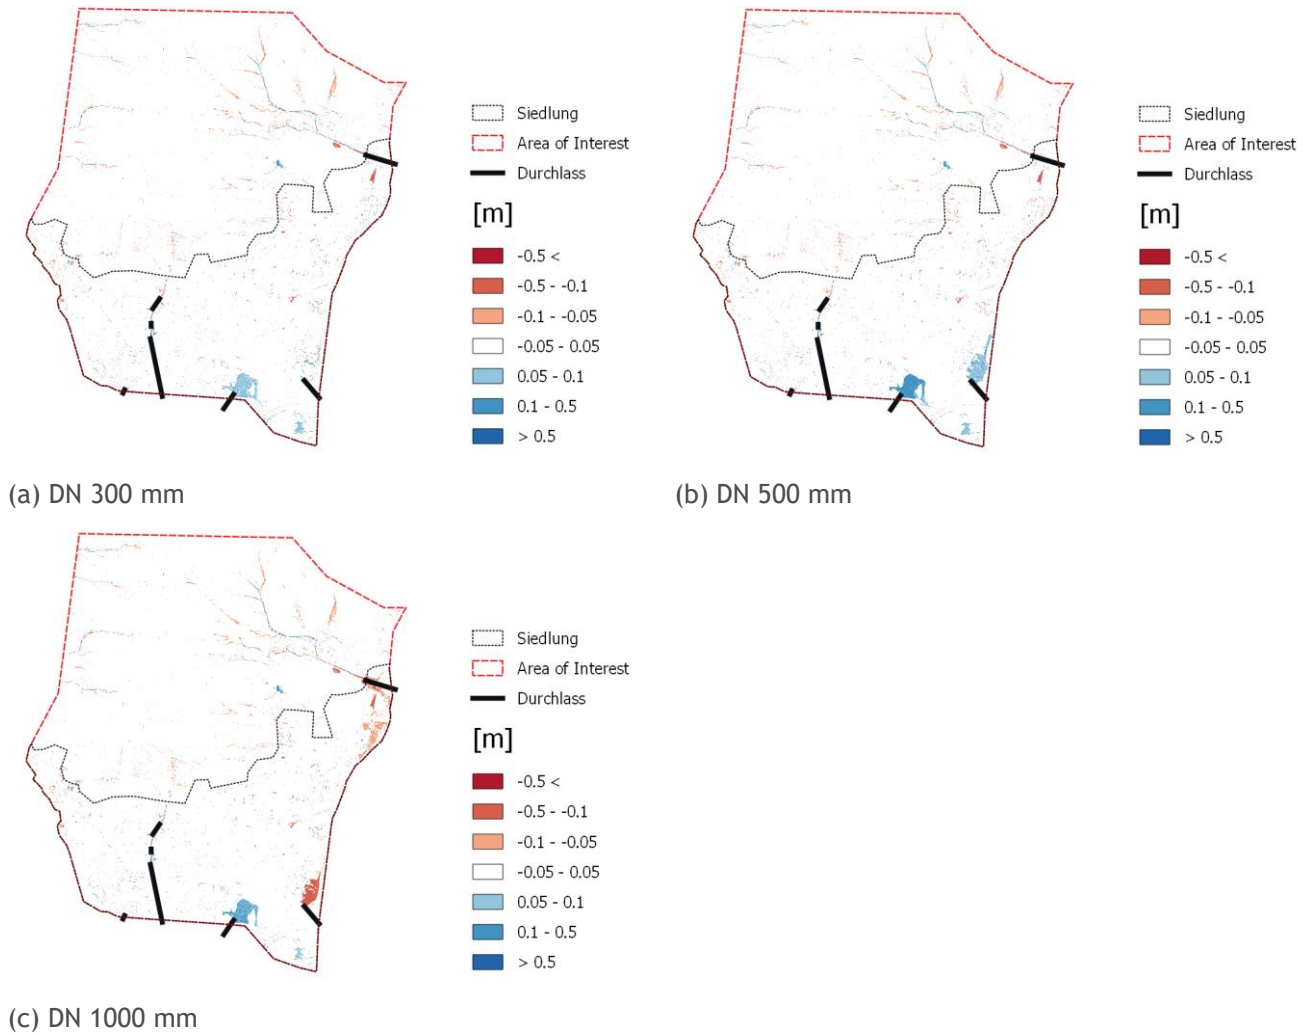 Siedlung
Area of Interest
Durchlass
[m]
-0.5 <
-0.5 - -0.1
-0.1 - -0.05
-0.05 - 0.05
0.05 - 0.1
0.1 - 0.5
> 0.5
(a) DN 300 mm
Siedlung
Area of Interest
Durchlass
[m]
-0.5 <
-0.5 - -0.1
-0.1 - -0.05
-0.05 - 0.05
0.05 - 0.1
0.1 - 0.5
> 0.5
(b) DN 500 mm
Siedlung
Area of Interest
Durchlass
[m]
-0.5 <
-0.5 - -0.1
-0.1 - -0.05
-0.05 - 0.05
0.05 - 0.1
0.1 - 0.5
> 0.5
(c) DN 1000 mm